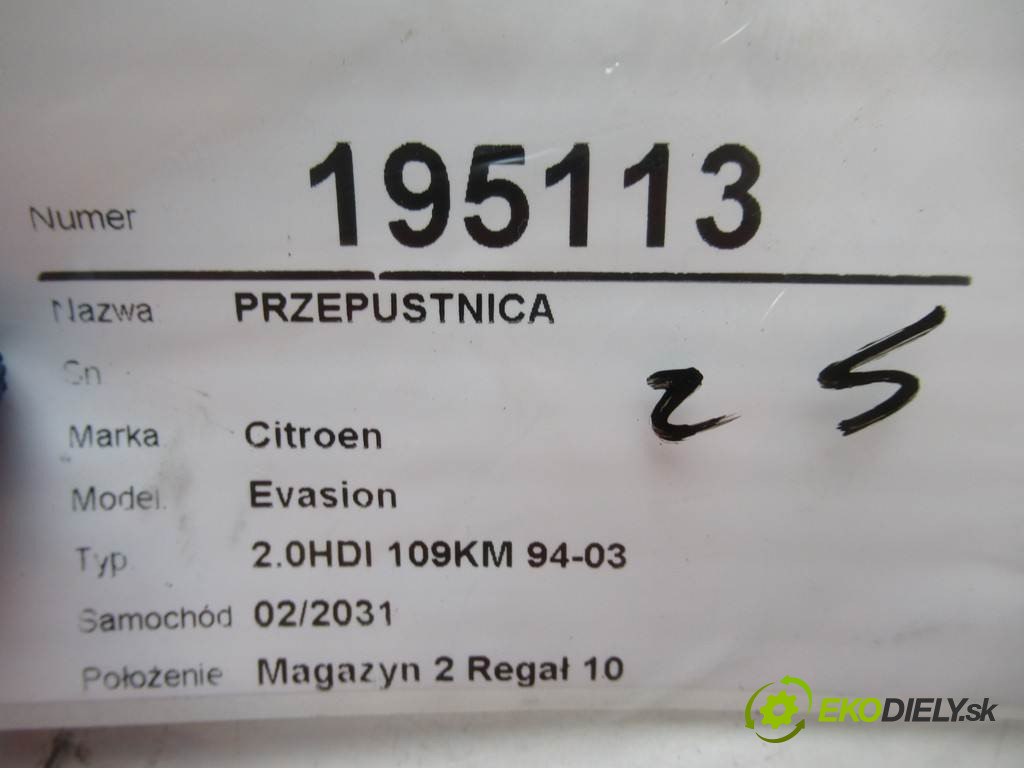 Numer 195113
Nazwa PRZEPUSTNICA
Sn
Marka Citroen
Model. Evasion
Typ 2.0HDI 109KM 94-03
Samochód 02/2031
Położenie Magazyn 2 Regał 10
2 5
EKODIELY.sk